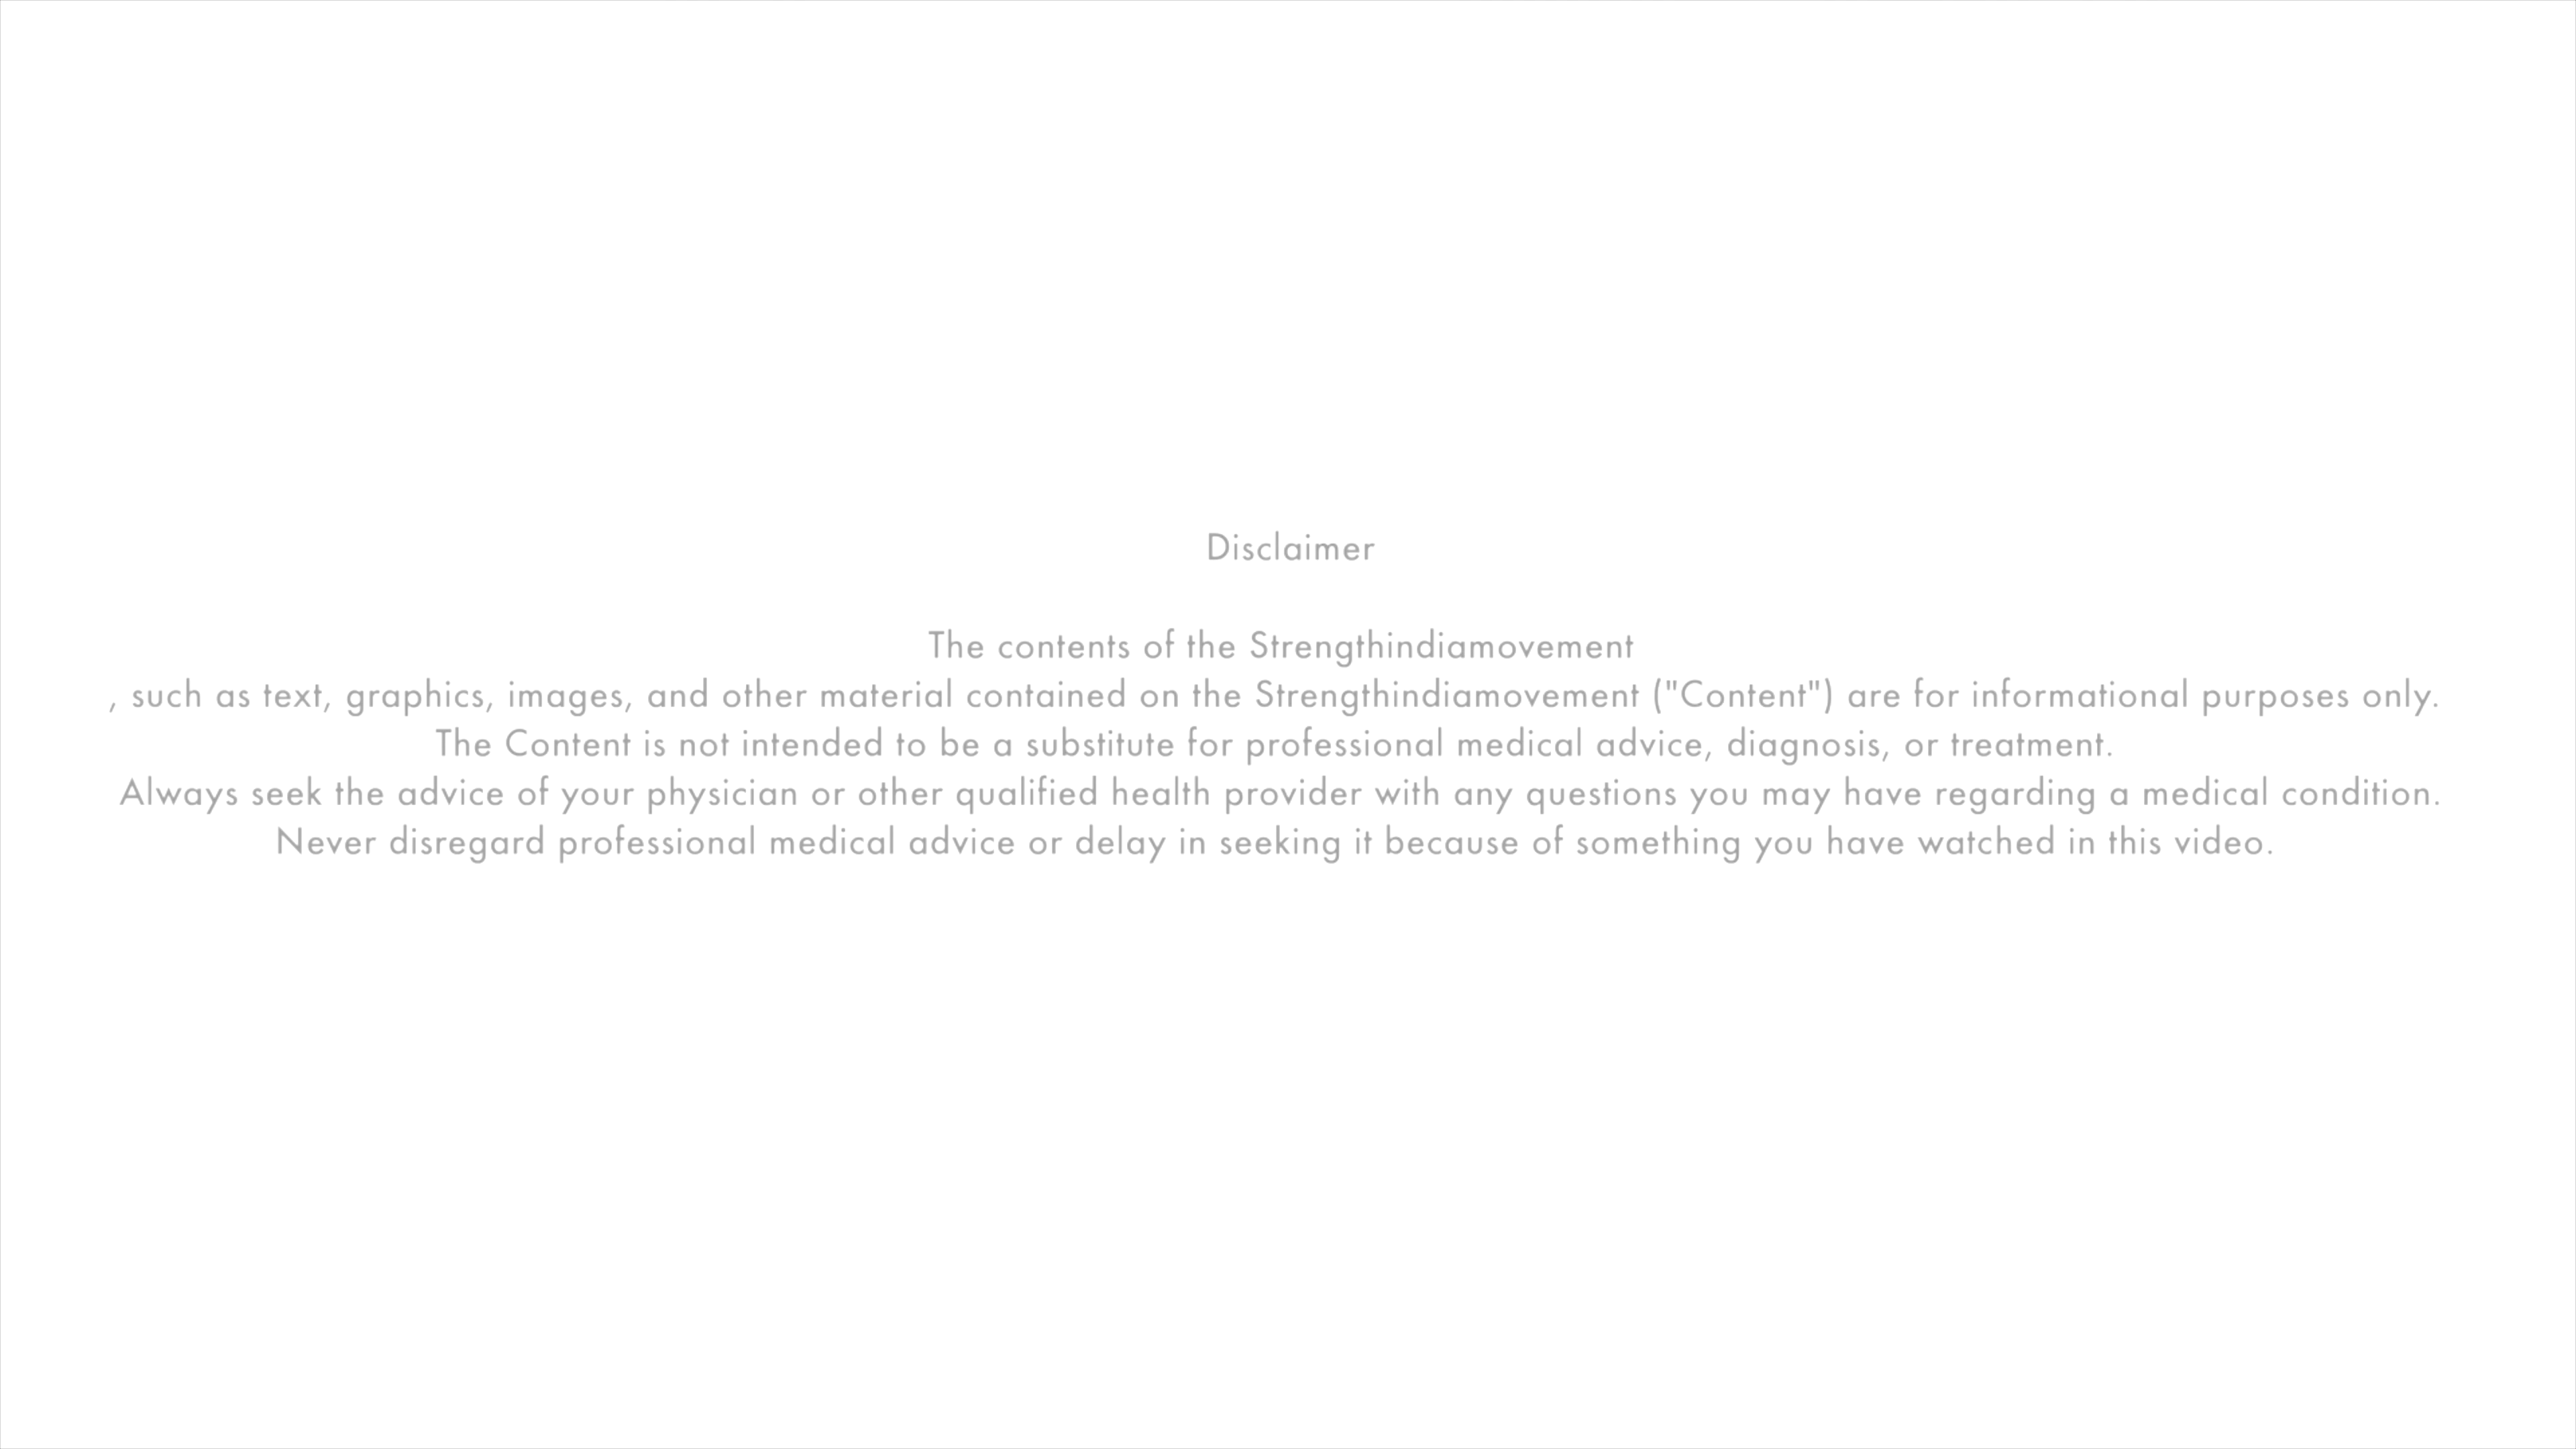 Disclaimer
The contents of the Strengthindiamovement
, such as text, graphics, images, and other material contained on the Strengthindiamovement ("Content") are for informational purposes only.
The Content is not intended to be a substitute for professional medical advice, diagnosis, or treatment.
Always seek the advice of your physician or other qualified health provider with any questions you may have regarding a medical condition.
Never disregard professional medical advice or delay in seeking it because of something you have watched in this video.